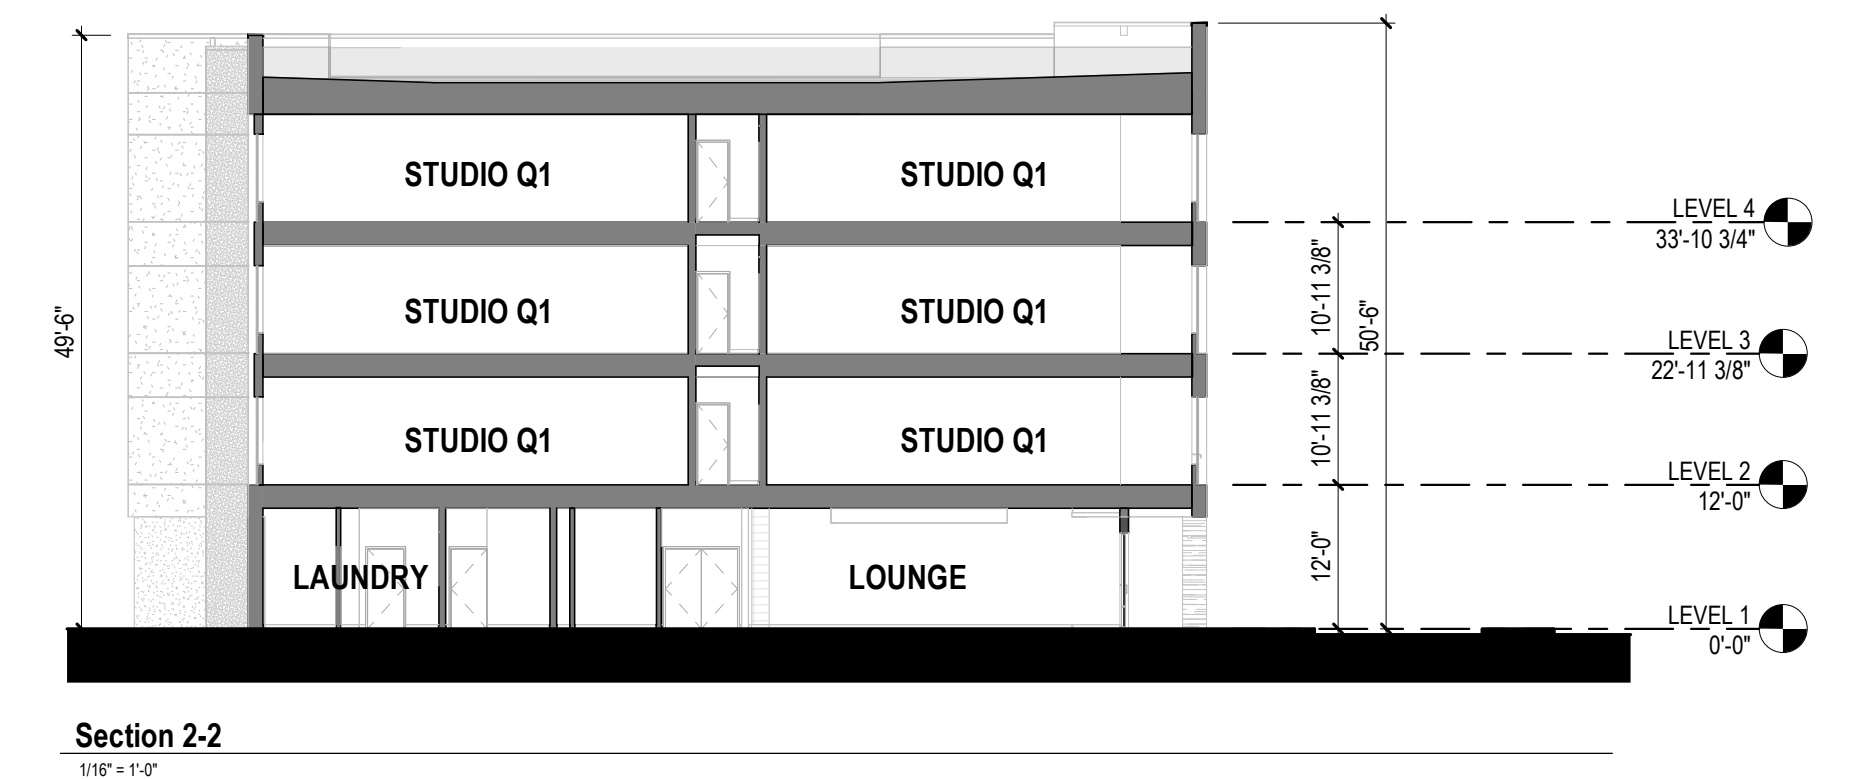 STUDIO Q1
STUDIO Q1
LEVEL 4
33'-10 3/4"
10'-11 3/8"
50'-6"
49'-6"
STUDIO Q1
STUDIO Q1
LEVEL 3
22'-11 3/8"
10'-11 3/8"
STUDIO Q1
STUDIO Q1
LEVEL 2
12'-0"
12'-0"
LAUNDRY
LOUNGE
LEVEL 1
0'-0"
Section 2-2
1/16" = 1'-0"